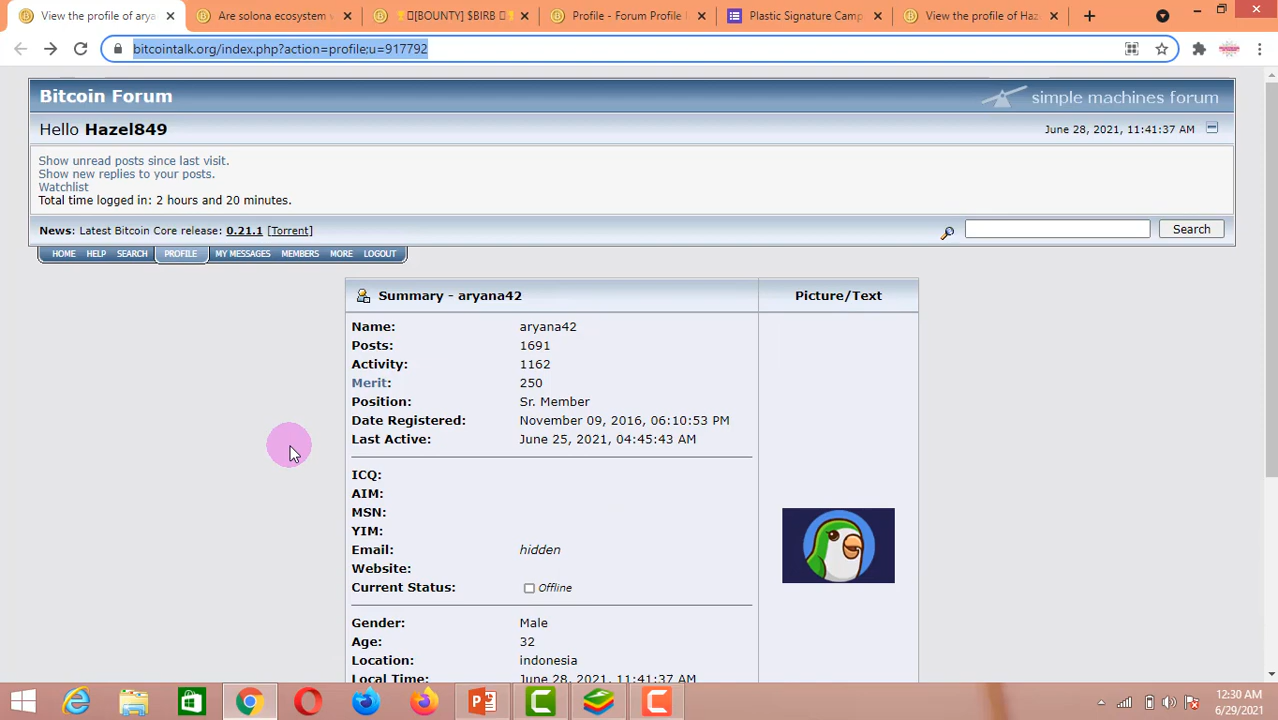 View the profile of arya
Are solona ecosystem v
[BOUNTY] $BIRB
Profile - Forum Profile
Plastic Signature Camp
View the profile of Haz
bitcointalk.org/index.php?action=profile;u=917792
Bitcoin Forum
simple machines forum
Hello Hazel849
June 28, 2021, 11:41:37 AM
Show unread posts since last visit.
Show new replies to your posts.
Watchlist
Total time logged in: 2 hours and 20 minutes.
News: Latest Bitcoin Core release: 0.21.1 [Torrent]
Search
HOME HELP SEARCH PROFILE MY MESSAGES MEMBERS MORE LOGOUT
Summary - aryana42
Picture/Text
Name: aryana42
Posts: 1691
Activity: 1162
Merit: 250
Position: Sr. Member
Date Registered: November 09, 2016, 06:10:53 PM
Last Active: June 25, 2021, 04:45:43 AM
ICQ:
AIM:
MSN:
YIM:
Email: hidden
Website:
Current Status: Offline
Gender: Male
Age: 32
Location: indonesia
Local Time: June 28, 2021, 11:41:37 AM
12:30 AM
6/29/2021